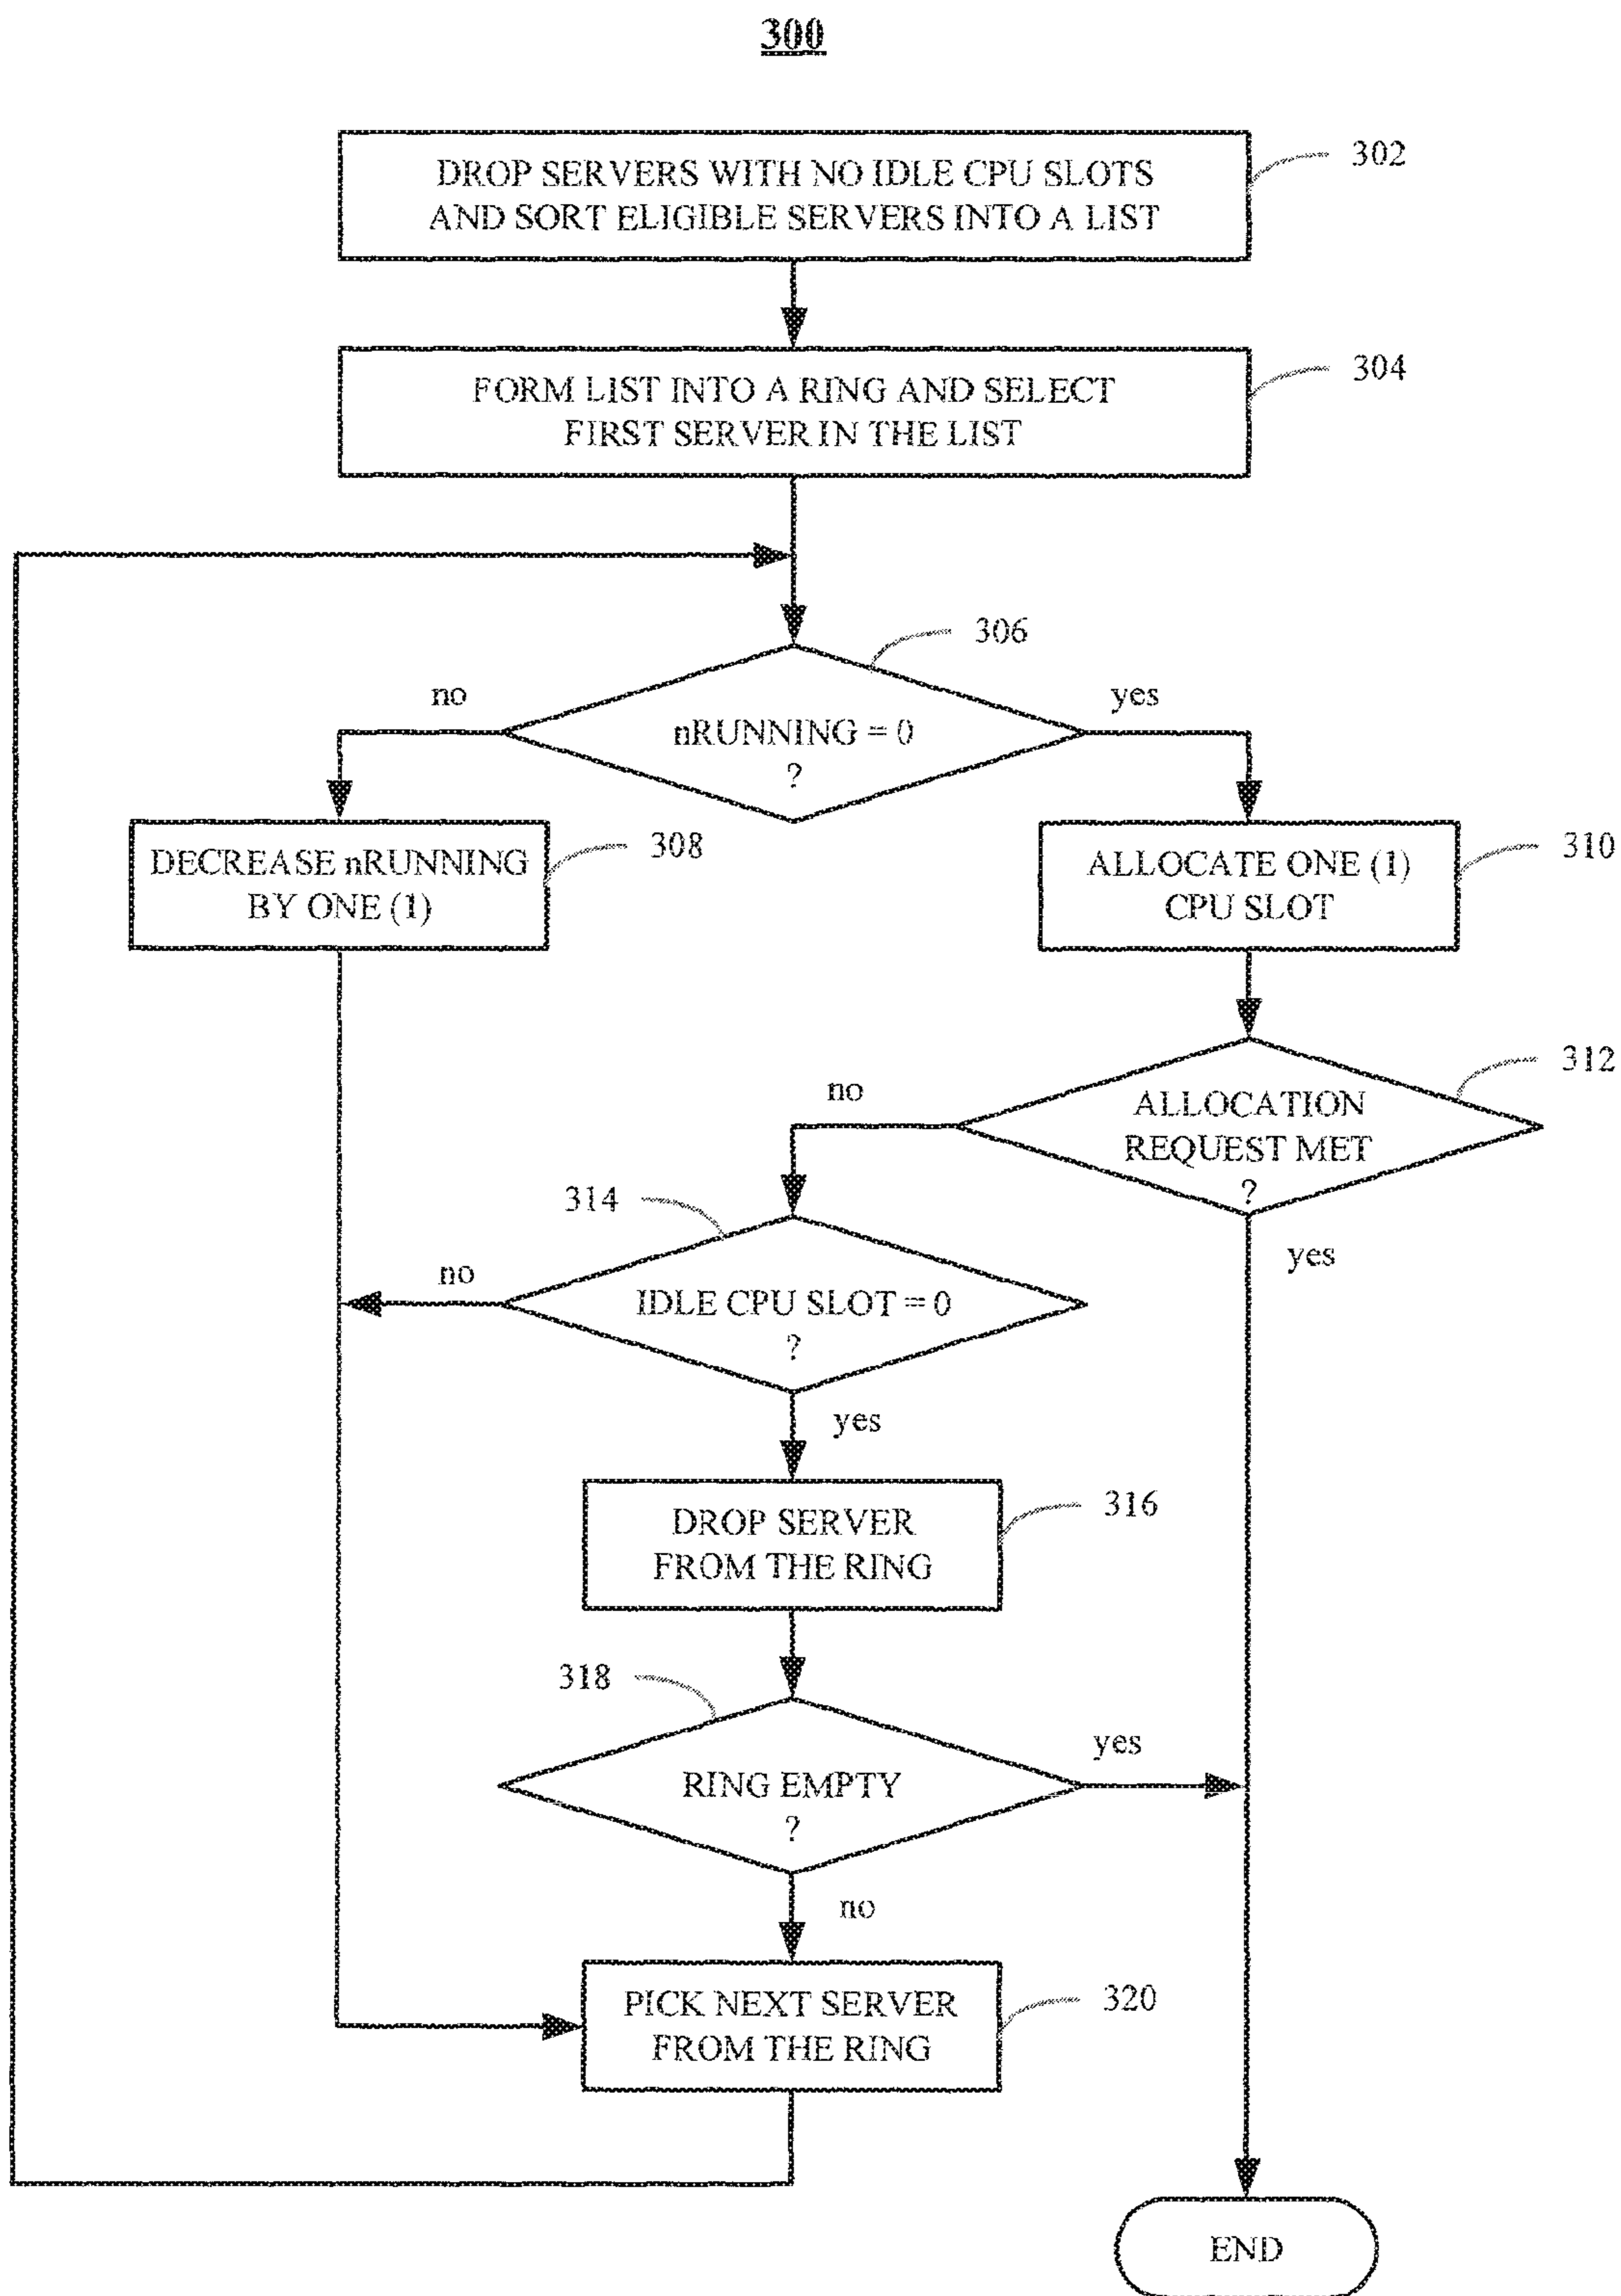 300
DROP SERVERS WITH NO IDLE CPU SLOTS
AND SORT ELIGIBLE SERVERS INTO A LIST
302
FORM LIST INTO A RING AND SELECT
FIRST SERVER IN THE LIST
304
306
no
yes
nRUNNING = 0
?
DECREASE nRUNNING
BY ONE (1)
308
ALLOCATE ONE (1)
CPU SLOT
310
312
no
ALLOCATION
REQUEST MET
?
yes
314
no
IDLE CPU SLOT = 0
?
yes
DROP SERVER
FROM THE RING
316
318
yes
RING EMPTY
?
no
PICK NEXT SERVER
FROM THE RING
320
END